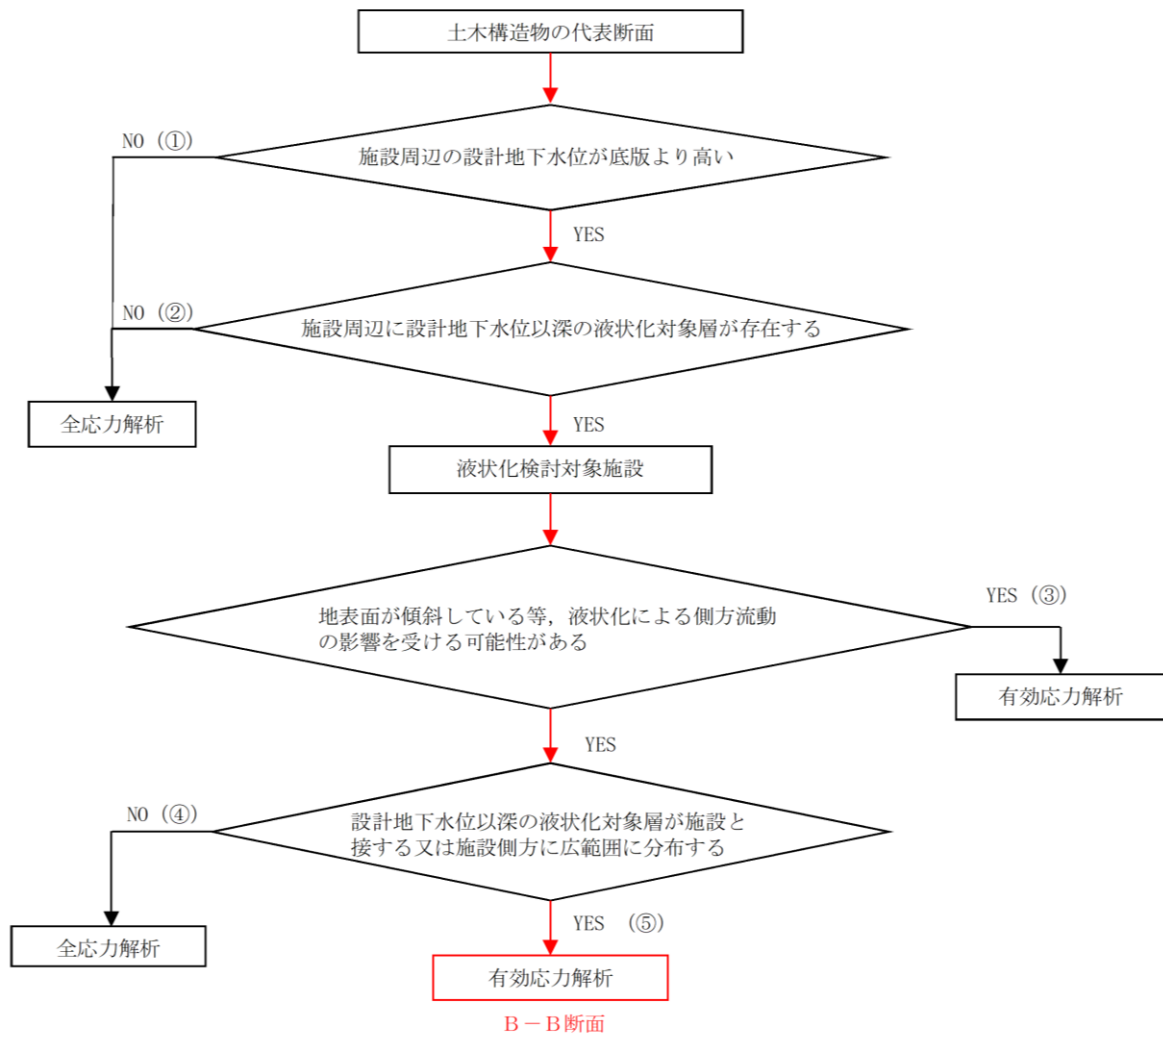 土木構造物の代表断面
NO (①)
施設周辺の設計地下水位が底版より高い
YES
NO (②)
施設周辺に設計地下水位以深の液状化対象層が存在する
全応力解析
YES
液状化検討対象施設
地表面が傾斜している等，液状化による側方流動
の影響を受ける可能性がある
YES (③)
有効応力解析
YES
NO (④)
設計地下水位以深の液状化対象層が施設と
接する又は施設側方に広範囲に分布する
YES (⑤)
全応力解析
有効応力解析
Ｂ－Ｂ断面